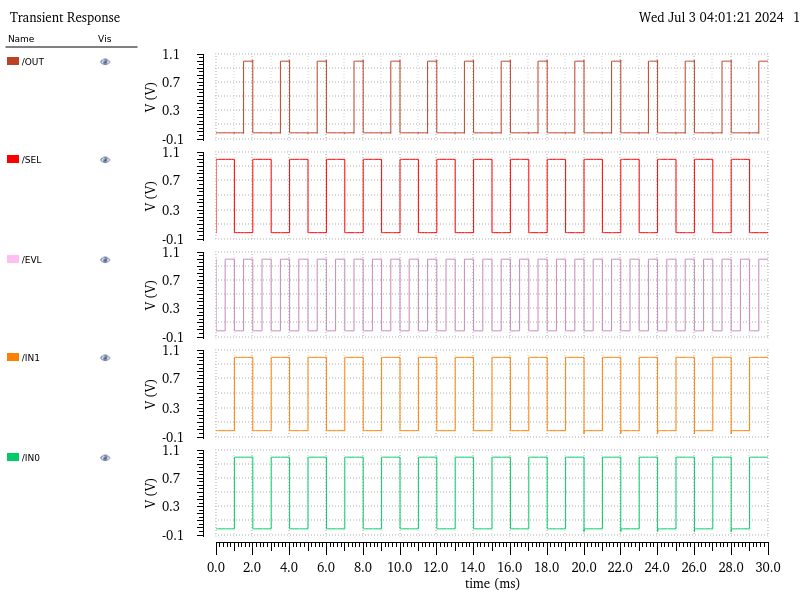 Transient Response
Wed Jul 3 04:01:21 2024 1
Name Vis
/OUT
1.1
0.7
0.3
-0.1
V (V)
/SEL
1.1
0.7
0.3
-0.1
V (V)
/EVL
1.1
0.7
0.3
-0.1
V (V)
/IN1
1.1
0.7
0.3
-0.1
V (V)
/IN0
1.1
0.7
0.3
-0.1
V (V)
0.0 2.0 4.0 6.0 8.0 10.0 12.0 14.0 16.0 18.0 20.0 22.0 24.0 26.0 28.0 30.0
time (ms)